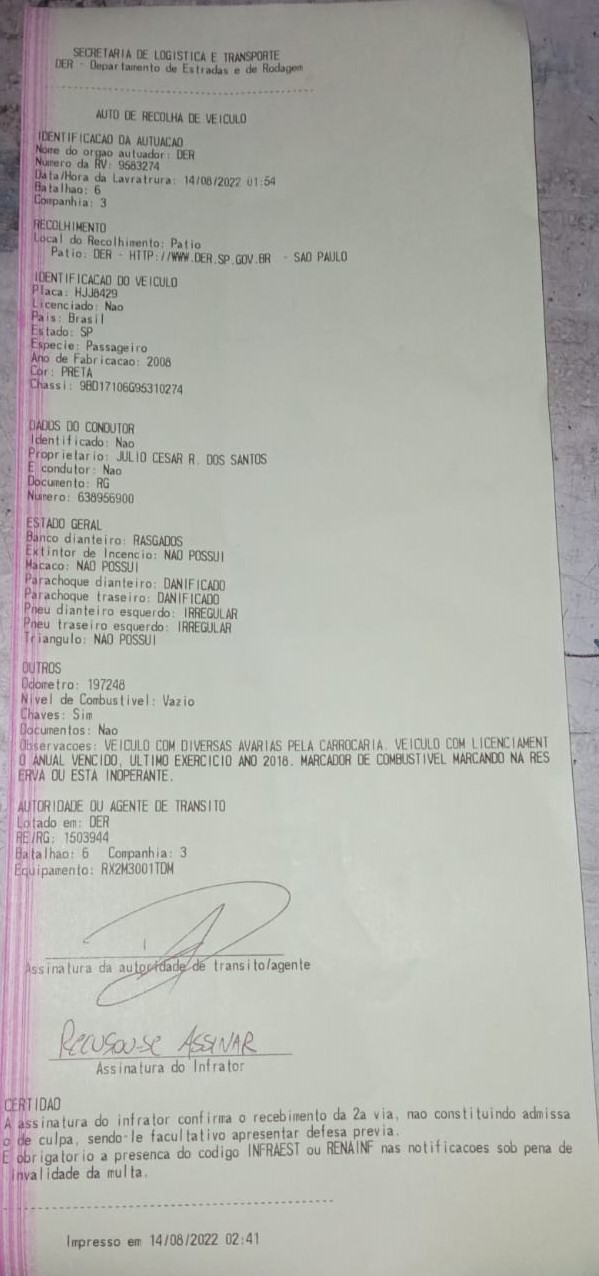 SECRETARIA DE LOGISTICA E TRANSPORTE
DER - Departamento de Estradas e de Rodagem
AUTO DE RECOLHA DE VEICULO
IDENTIFICACAO DA AUTUACAO
Nome do orgao autuador: DER
Numero da RV: 9583274
Data/Hora da Lavratrura: 14/08/2022 01:54
Batalhao: 6
Companhia: 3
RECOLHIMENTO
Local do Recolhimento: Patio
Patio: DER - HTTP://WWW.DER.SP.GOV.BR - SAO PAULO
IDENTIFICACAO DO VEICULO
Placa: HJJ8429
Licenciado: Nao
Pais: Brasil
Estado: SP
Especie: Passageiro
Ano de Fabricacao: 2008
Cor: PRETA
Chassi: 9BD17106G95310274
DADOS DO CONDUTOR
Identificado: Nao
Proprietario: JULIO CESAR R. DOS SANTOS
E condutor: Nao
Documento: RG
Numero: 638956900
ESTADO GERAL
Banco dianteiro: RASGADOS
Extintor de Incencio: NAO POSSUI
Macaco: NAO POSSUI
Parachoque dianteiro: DANIFICADO
Parachoque traseiro: DANIFICADO
Pneu dianteiro esquerdo: IRREGULAR
Pneu traseiro esquerdo: IRREGULAR
Triangulo: NAO POSSUI
OUTROS
Odometro: 197248
Nivel de Combustivel: Vazio
Chaves: Sim
Documentos: Nao
Observacoes: VEICULO COM DIVERSAS AVARIAS PELA CARROCARIA. VEICULO COM LICENCIAMENT
O ANUAL VENCIDO, ULTIMO EXERCICIO ANO 2018. MARCADOR DE COMBUSTIVEL MARCANDO NA RES
ERVA OU ESTA INOPERANTE.
AUTORIDADE OU AGENTE DE TRANSITO
Lotado em: DER
RE/RG: 1503944
Batalhao: 6 Companhia: 3
Equipamento: RX2M3001TDM
Assinatura da autoridade de transito/agente
RECUSOU-SE ASSINAR
Assinatura do Infrator
CERTIDAO
A assinatura do infrator confirma o recebimento da 2a via, nao constituindo admissa
o de culpa, sendo-le facultativo apresentar defesa previa.
E obrigatorio a presenca do codigo INFRAEST ou RENAINF nas notificacoes sob pena de
invalidade da multa.
Impresso em 14/08/2022 02:41